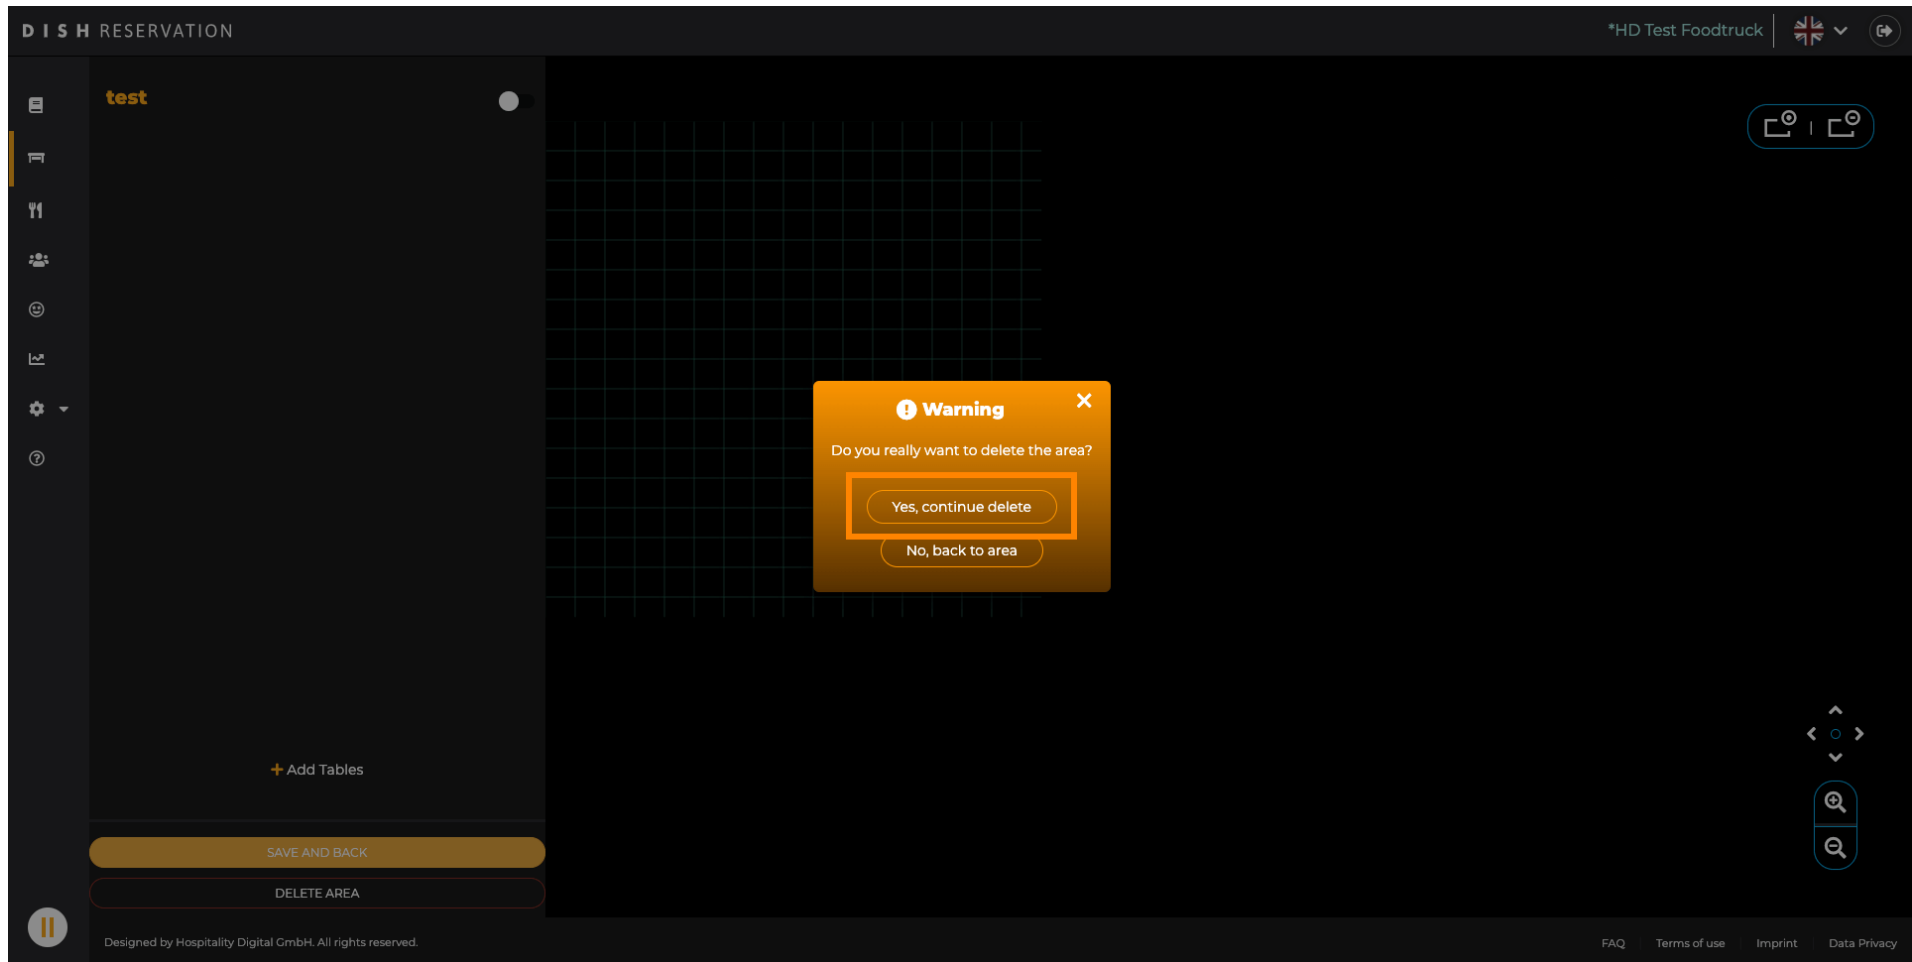 DISH RESERVATION
*HD Test Foodtruck
test
Warning
Do you really want to delete the area?
Yes, continue delete
No, back to area
+ Add Tables
SAVE AND BACK
DELETE AREA
Designed by Hospitality Digital GmbH. All rights reserved.
FAQ
Terms of use
Imprint
Data Privacy